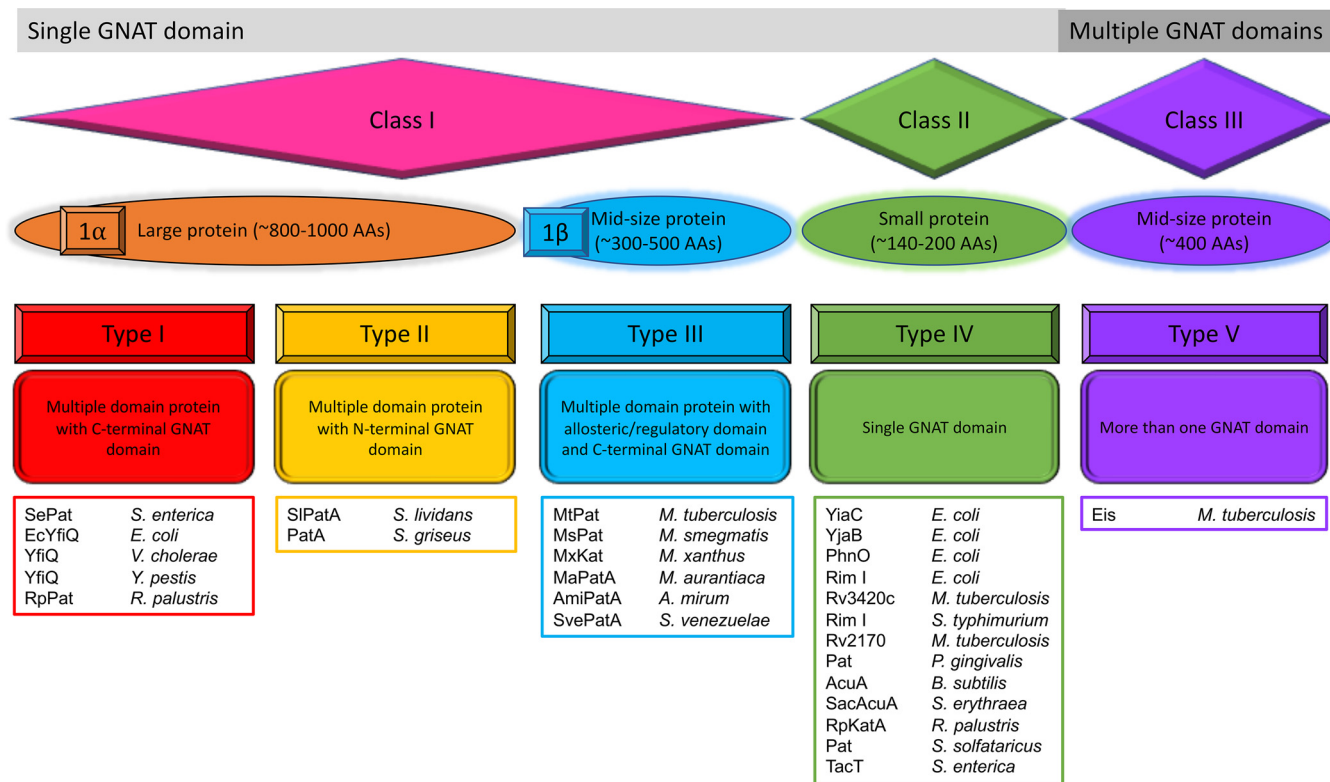 Single GNAT domain
Multiple GNAT domains
Class I
Class II
Class III
1α
Large protein (~800-1000 AAs)
1β
Mid-size protein
(~300-500 AAs)
Small protein
(~140-200 AAs)
Mid-size protein
(~400 AAs)
Type I
Type II
Type III
Type IV
Type V
Multiple domain protein
with C-terminal GNAT
domain
Multiple domain protein
with N-terminal GNAT
domain
Multiple domain protein with
allosteric/regulatory domain
and C-terminal GNAT domain
Single GNAT domain
More than one GNAT domain
SePat S. enterica
EcYfiQ E. coli
YfiQ V. cholerae
YfiQ Y. pestis
RpPat R. palustris
SlPatA S. lividans
PatA S. griseus
MtPat M. tuberculosis
MsPat M. smegmatis
MxKat M. xanthus
MaPatA M. aurantiaca
AmiPatA A. mirum
SvePatA S. venezuelae
YiaC E. coli
YjaB E. coli
PhnO E. coli
Rim I E. coli
Rv3420c M. tuberculosis
Rim I S. typhimurium
Rv2170 M. tuberculosis
Pat P. gingivalis
AcuA B. subtilis
SacAcuA S. erythraea
RpKatA R. palustris
Pat S. solfataricus
TacT S. enterica
Eis M. tuberculosis